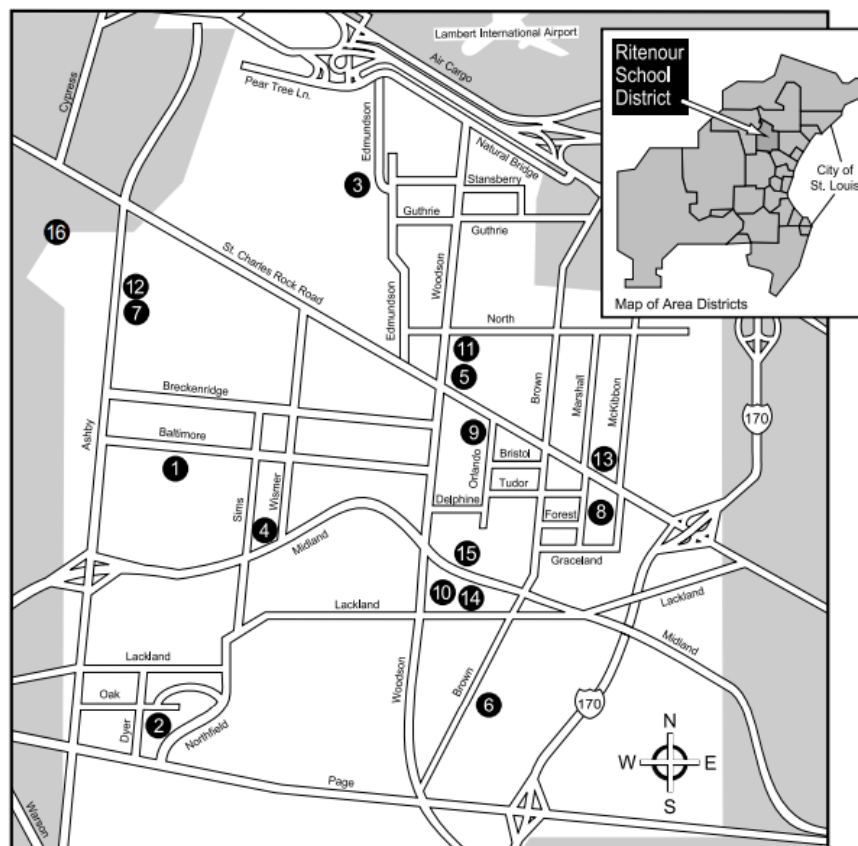 Lambert International Airport
Air Cargo
Cypress
Pear Tree Ln.
Edmundson
Natural Bridge
Stansberry
Guthrie
Guthrie
Ritenour
School
District
City of
St. Louis
Map of Area Districts
3
16
St. Charles Rock Road
Woodson
Edmundson
North
12
7
11
5
Brown
Marshall
McKibbon
170
Breckenridge
Ashby
Baltimore
1
9
Orlando
Bristol
13
Sims
Wismer
Tudor
Delphine
8
4
Forest
Midland
15
Graceland
10
14
Lackland
Lackland
Midland
Lackland
Woodson
Brown
Oak
6
170
Dyer
2
Northfield
N
W
E
S
Page
Warson